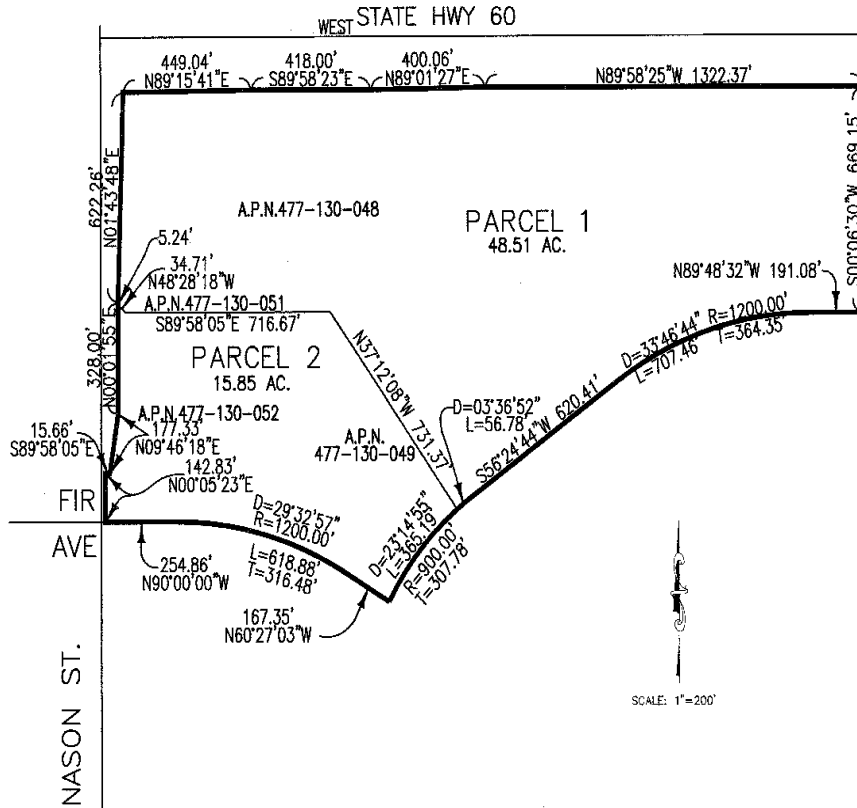 STATE HWY 60
WEST
449.04'
N89°15'41"E
418.00'
S89°58'23"E
400.06'
N89°01'27"E
N89°58'25"W 1322.37'
622.26'
N01°43'48"E
S00°06'30"W 669.15'
A.P.N.477-130-048
PARCEL 1
48.51 AC.
5.24'
34.71'
N48°28'18"W
N89°48'32"W 191.08'
A.P.N.477-130-051
S89°58'05"E 716.67'
328.00'
N00°01'55"E
PARCEL 2
15.85 AC.
N37°12'08"W 731.37'
D=33°46'44" R=1200.00'
L=707.46' T=364.35'
D=03°36'52"
L=56.78'
S56°24'44"W 620.41'
A.P.N.477-130-052
177.33'
N09°46'18"E
15.66'
S89°58'05"E
A.P.N.
477-130-049
142.83'
N00°05'23"E
FIR
AVE
D=29°32'57"
R=1200.00'
L=618.88'
T=316.48'
D=23°14'55"
L=365.19'
R=900.00'
T=307.78'
254.86'
N90°00'00"W
167.35'
N60°27'03"W
NASON ST.
SCALE: 1"=200'